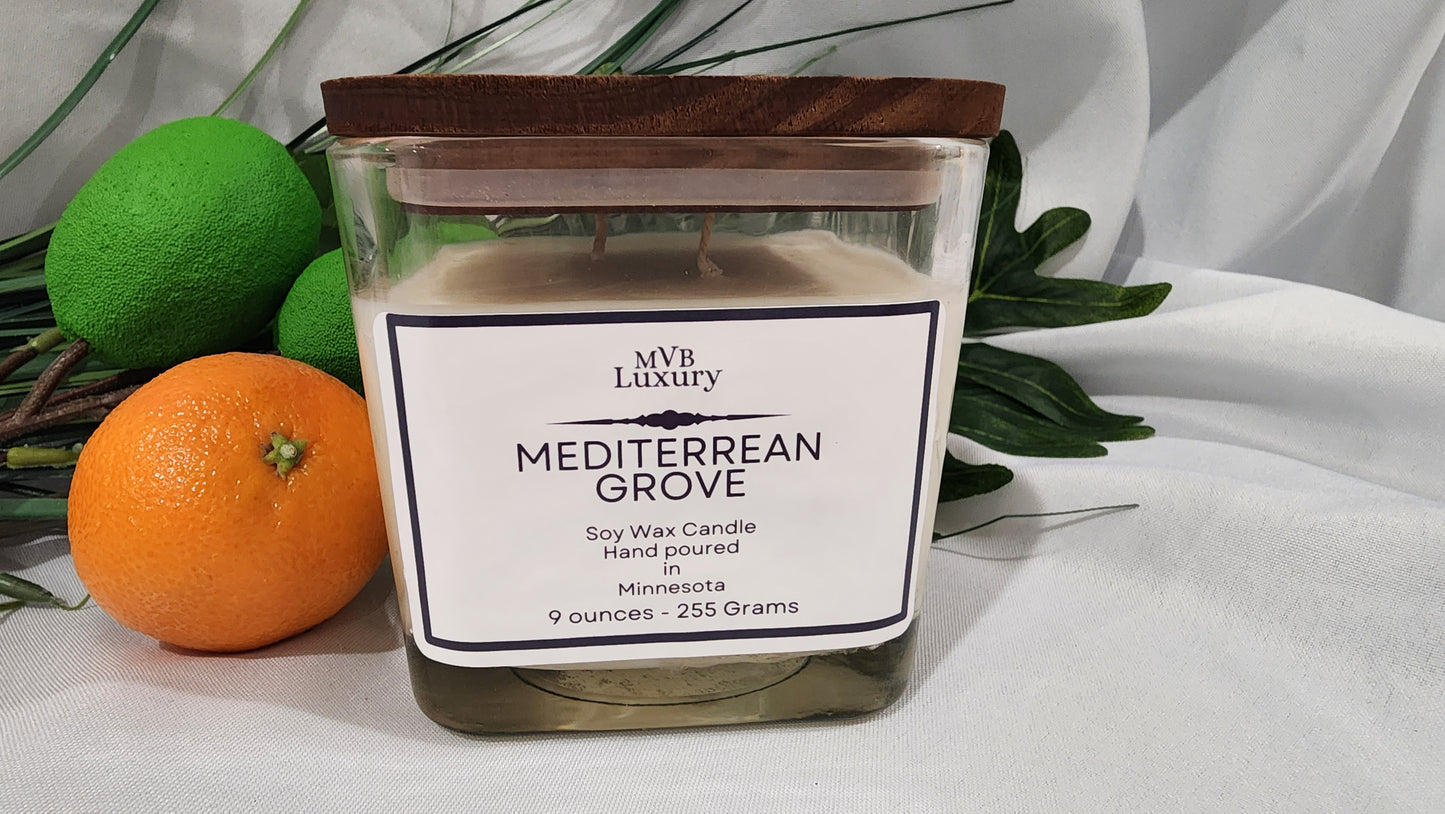 MVB
Luxury
MEDITERREAN
GROVE
Soy Wax Candle
Hand poured
in
Minnesota
9 ounces - 255 Grams